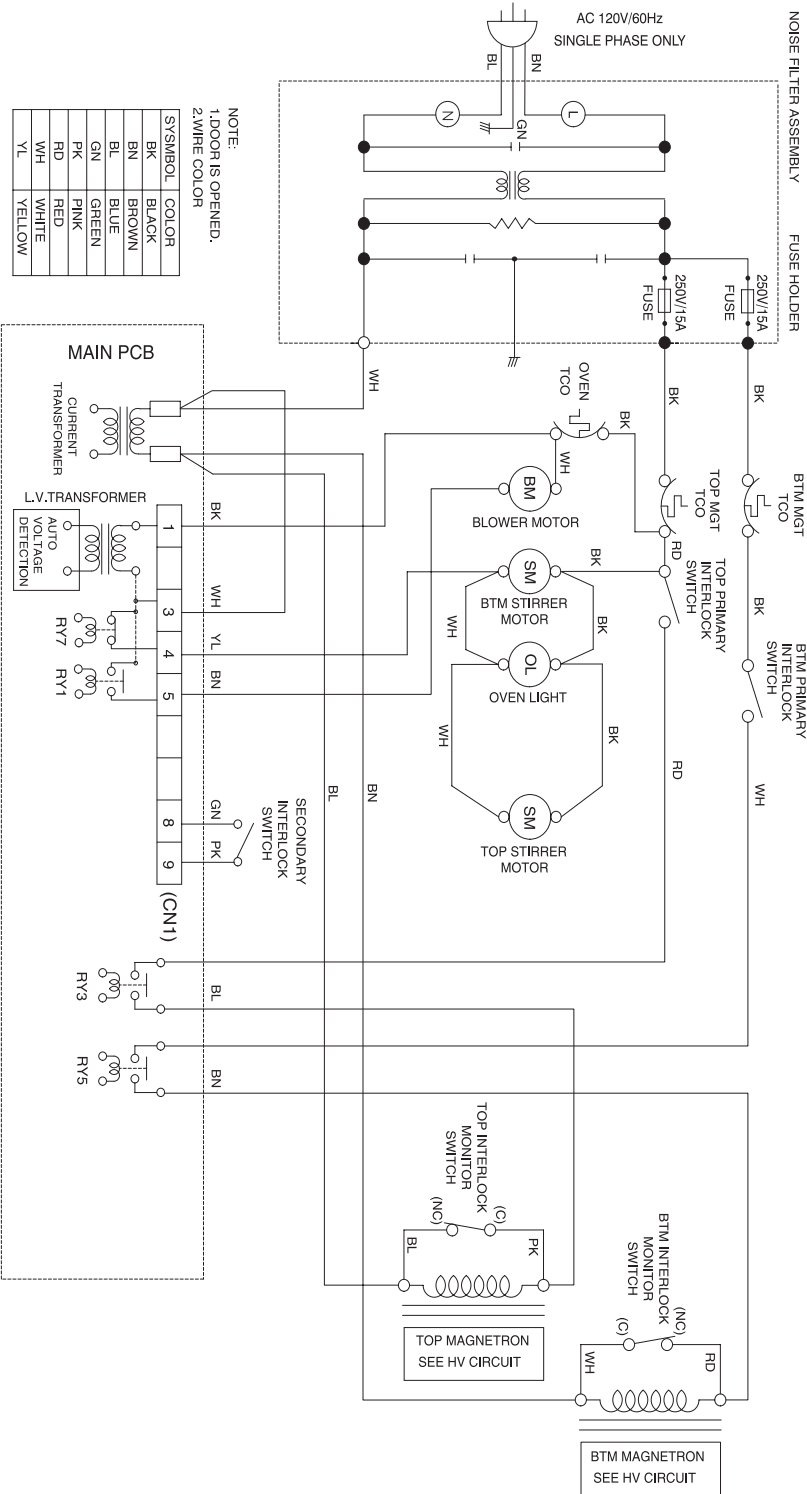 AC 120V/60Hz
SINGLE PHASE ONLY
NOISE FILTER ASSEMBLY
FUSE HOLDER
BL
BN
N
GN
L
250V/15A
FUSE
250V/15A
FUSE
NOTE:
1.DOOR IS OPENED.
2.WIRE COLOR
SYSMBOL COLOR
BK BLACK
BN BROWN
BL BLUE
GN GREEN
PK PINK
RD RED
WH WHITE
YL YELLOW
MAIN PCB
CURRENT
TRANSFORMER
L.V.TRANSFORMER
AUTO
VOLTAGE
DETECTION
RY7
RY1
RY3
RY5
1
3
4
5
8
9
(CN1)
BK
WH
YL
BN
GN
PK
BL
BN
WH
BL
BN
SECONDARY
INTERLOCK
SWITCH
OVEN
TCO
BK
WH
BM
BLOWER MOTOR
SM
BTM STIRRER
MOTOR
BK
WH
BK
OL
OVEN LIGHT
WH
BK
SM
TOP STIRRER
MOTOR
BK
TOP MGT
TCO
RD
TOP PRIMARY
INTERLOCK
SWITCH
RD
BK
BTM MGT
TCO
BK
BTM PRIMARY
INTERLOCK
SWITCH
WH
TOP INTERLOCK
MONITOR
SWITCH
(NC)
(C)
BL
PK
TOP MAGNETRON
SEE HV CIRCUIT
BTM INTERLOCK
MONITOR
SWITCH
(C)
(NC)
WH
RD
BTM MAGNETRON
SEE HV CIRCUIT